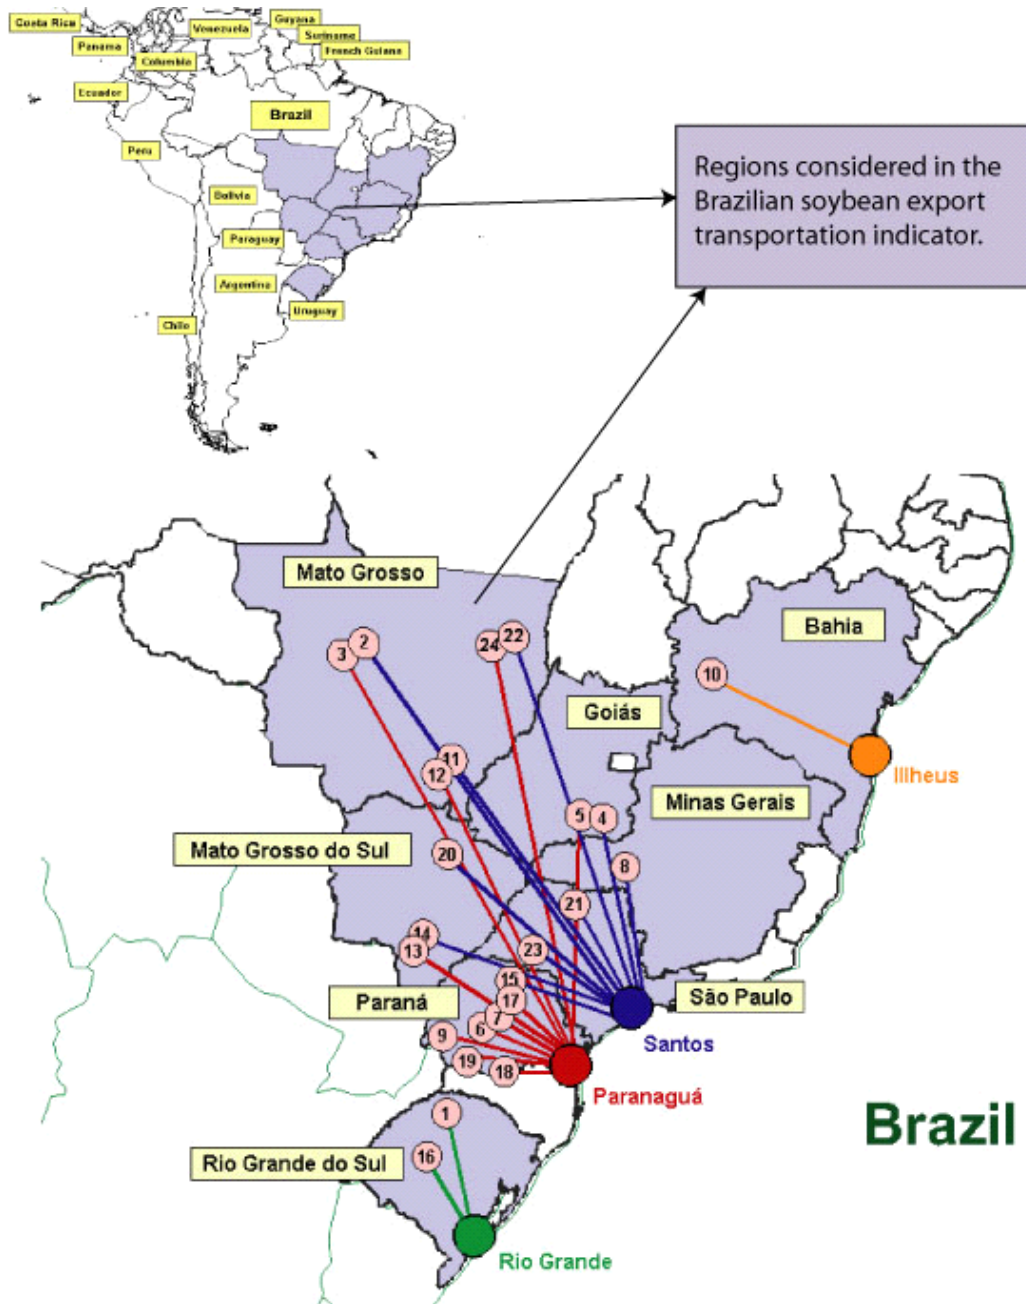 Costa Rica
Panama
Columbia
Venezuela
Guyana
Suriname
French Guiana
Ecuador
Brazil
Peru
Bolivia
Paraguay
Argentina
Uruguay
Chile
Regions considered in the
Brazilian soybean export
transportation indicator.
Mato Grosso
Bahia
3
2
24
22
10
Goiás
11
12
Illheus
Minas Gerais
5
4
Mato Grosso do Sul
20
8
21
14
13
23
15
17
7
6
9
19
18
Paraná
São Paulo
Santos
Paranaguá
1
16
Rio Grande do Sul
Brazil
Rio Grande